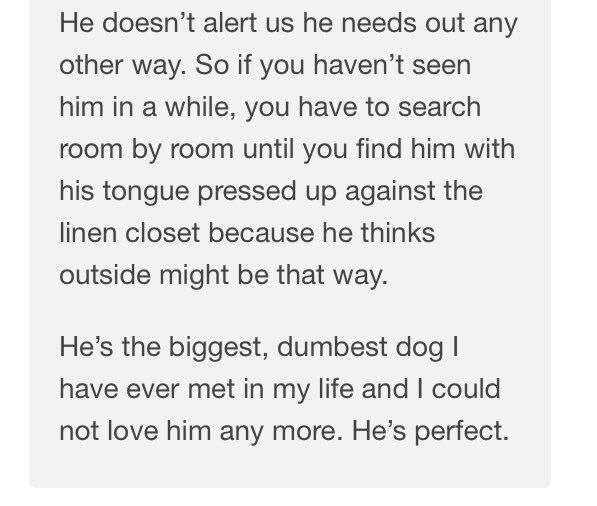 He doesn’t alert us he needs out any
other way. So if you haven’t seen
him in a while, you have to search
room by room until you find him with
his tongue pressed up against the
linen closet because he thinks
outside might be that way.
He’s the biggest, dumbest dog I
have ever met in my life and I could
not love him any more. He’s perfect.